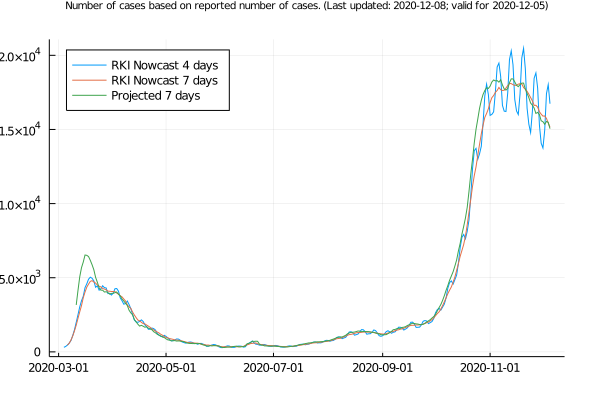 Number of cases based on reported number of cases. (Last updated: 2020-12-08; valid for 2020-12-05)
RKI Nowcast 4 days
RKI Nowcast 7 days
Projected 7 days
2.0×10⁴
1.5×10⁴
1.0×10⁴
5.0×10³
0
2020-03-01 2020-05-01 2020-07-01 2020-09-01 2020-11-01